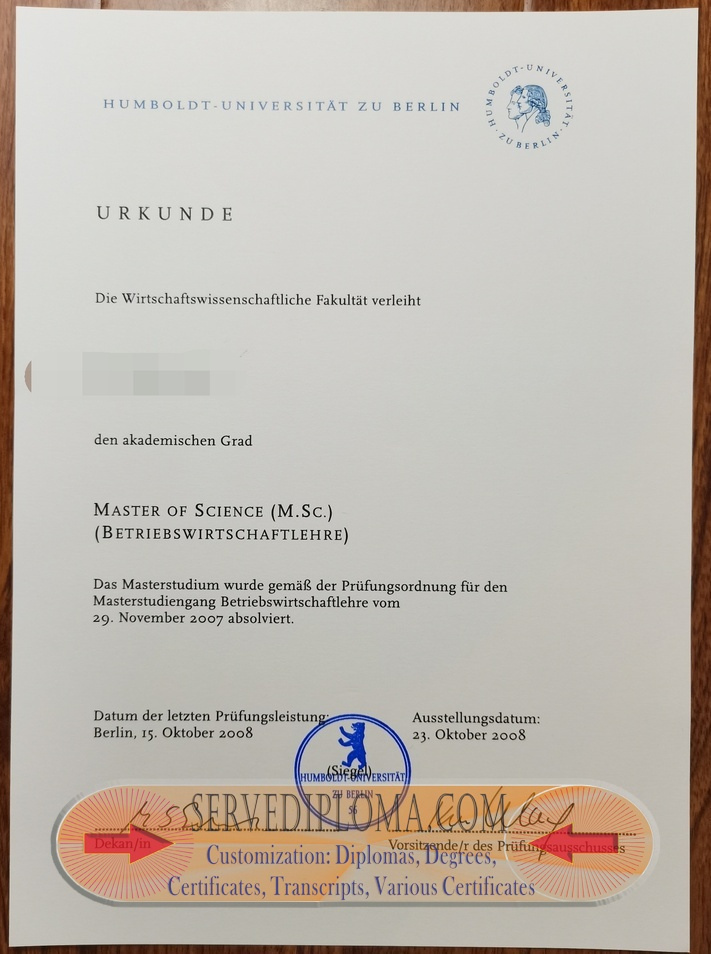 HUMBOLDT-UNIVERSITÄT ZU BERLIN
HUMBOLDT-UNIVERSITÄT · ZU BERLIN ·
URKUNDE
Die Wirtschaftswissenschaftliche Fakultät verleiht
den akademischen Grad
MASTER OF SCIENCE (M.SC.)
(BETRIEBSWIRTSCHAFTLEHRE)
Das Masterstudium wurde gemäß der Prüfungsordnung für den
Masterstudiengang Betriebswirtschaftlehre vom
29. November 2007 absolviert.
Datum der letzten Prüfungsleistung:
Berlin, 15. Oktober 2008
Ausstellungsdatum:
23. Oktober 2008
(Siegel)
HUMBOLDT-UNIVERSITÄT
ZU BERLIN
56
SERVEDIPLOMA.COM
Dekan/in
Vorsitzende/r des Prüfungsausschusses
Customization: Diplomas, Degrees,
Certificates, Transcripts, Various Certificates